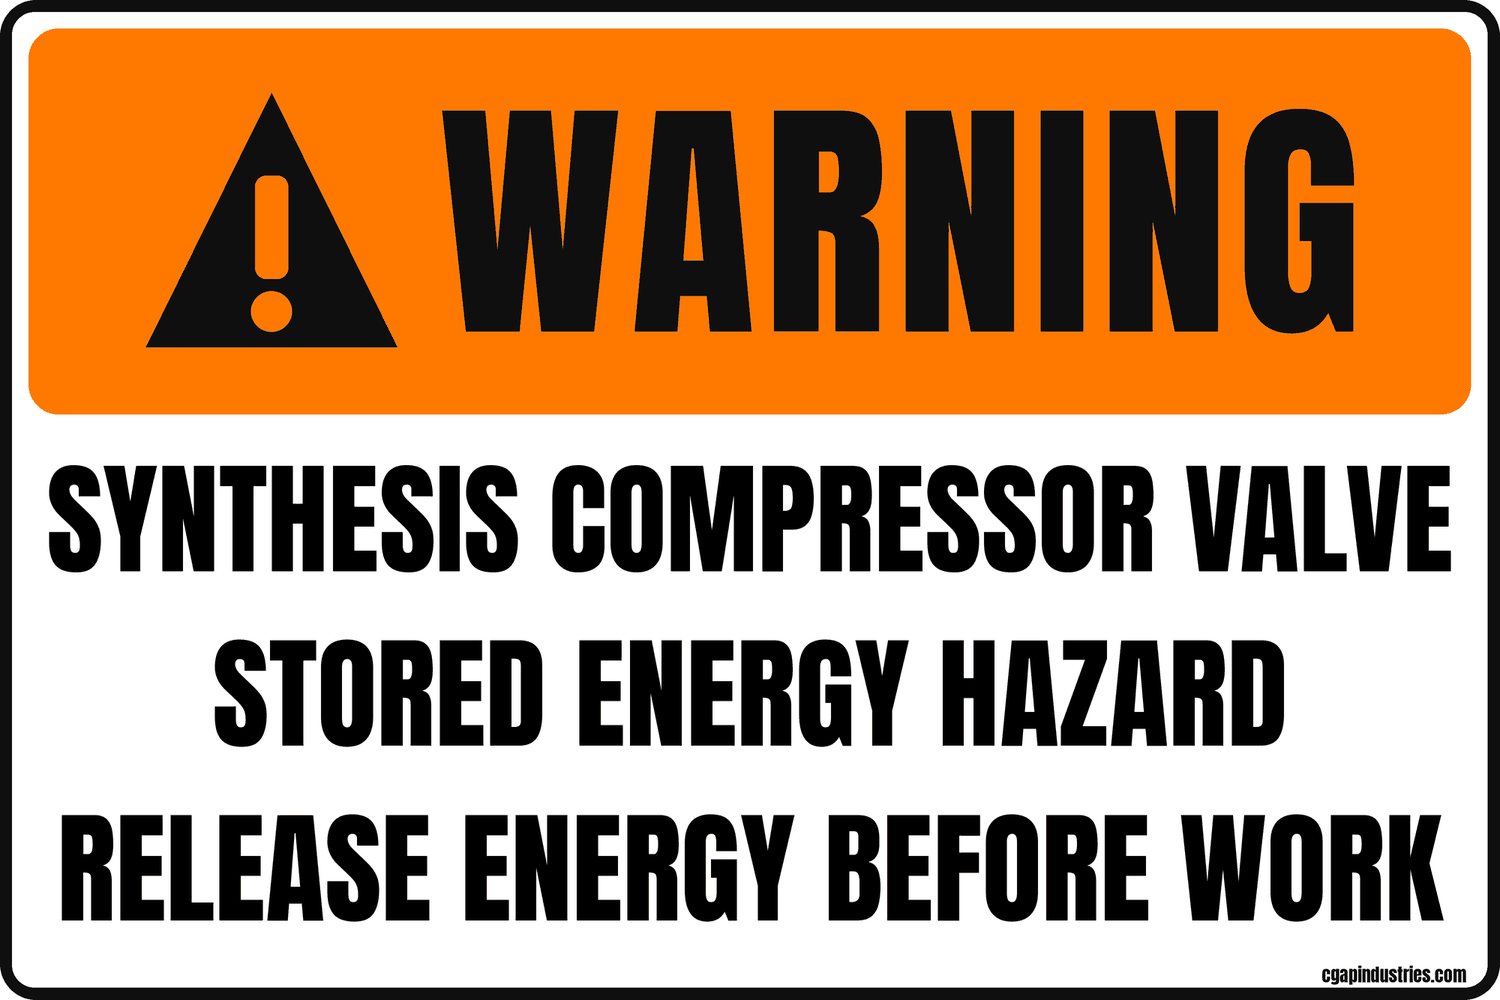 WARNING
SYNTHESIS COMPRESSOR VALVE
STORED ENERGY HAZARD
RELEASE ENERGY BEFORE WORK
cgapindustries.com